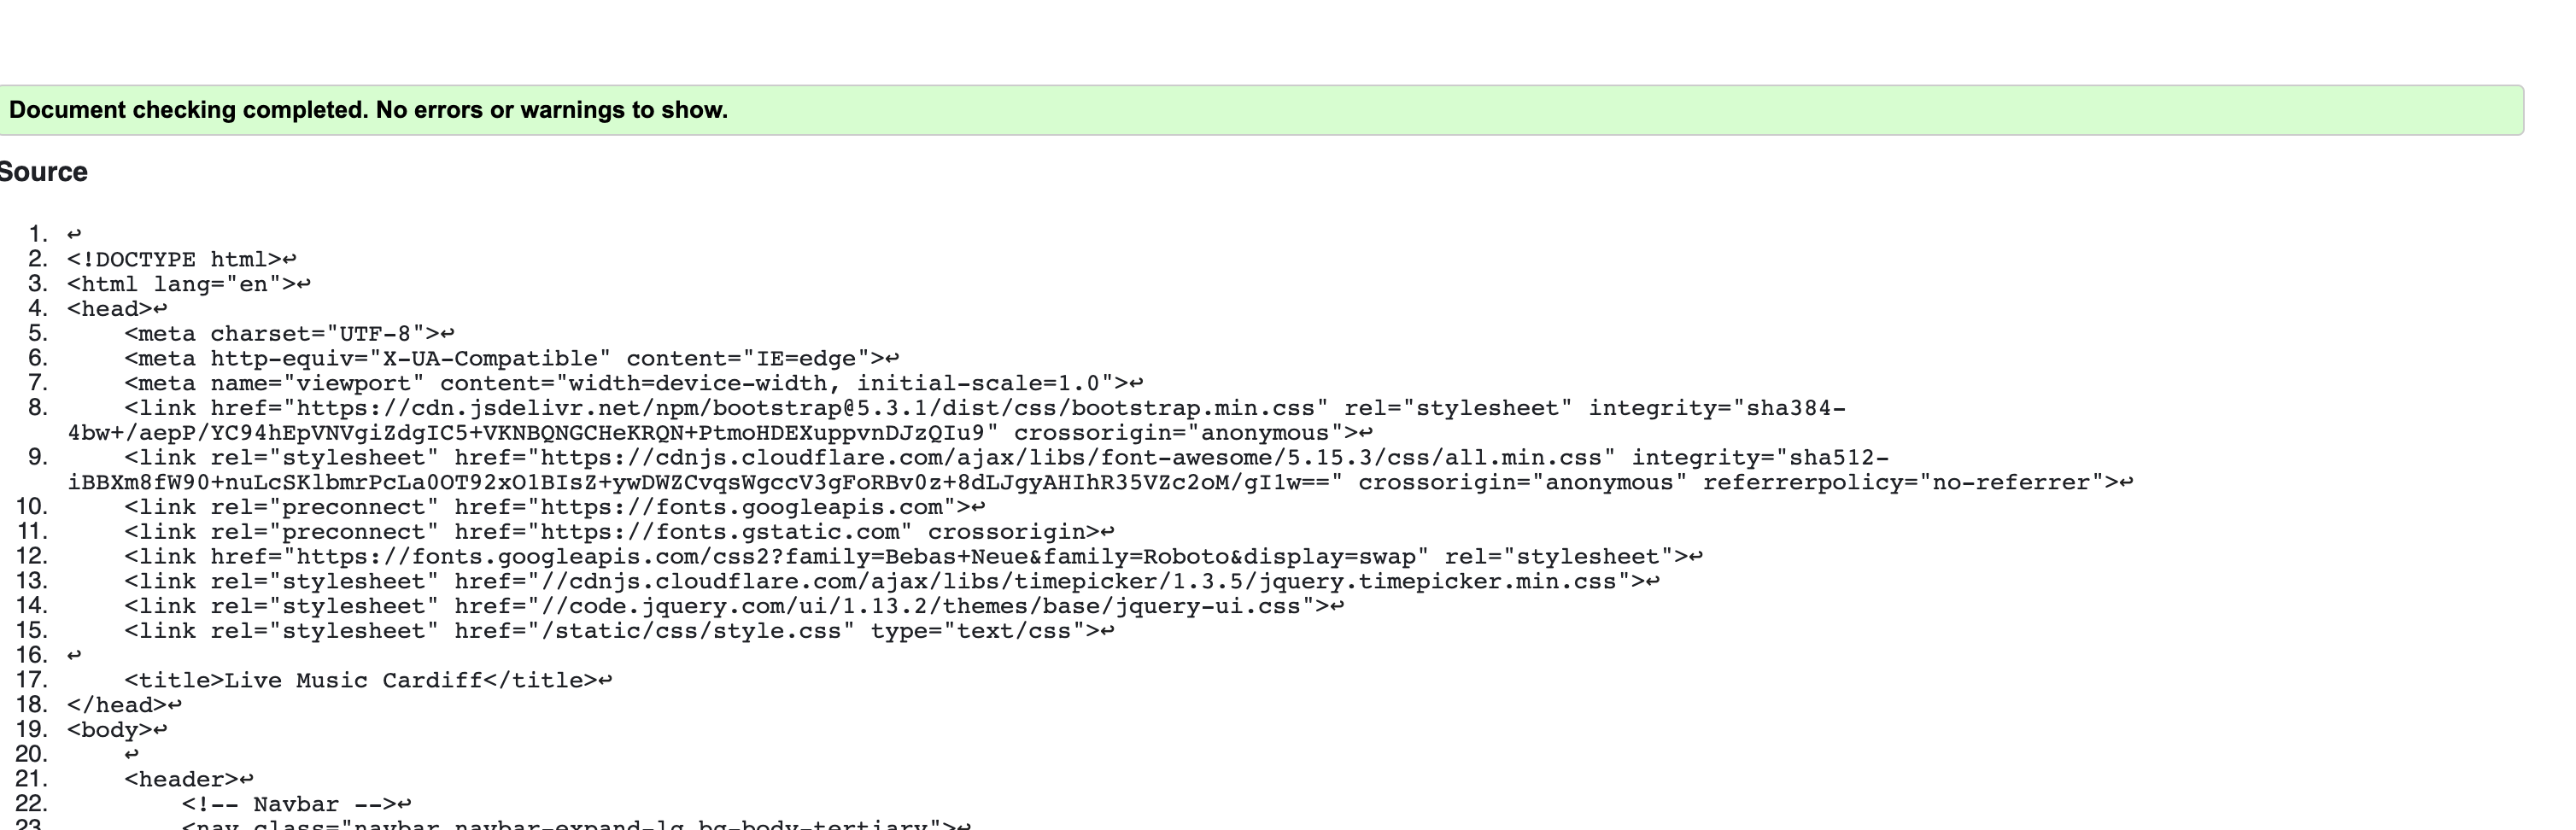 Document checking completed. No errors or warnings to show.
Source
1. ↩
2. <!DOCTYPE html>↩
3. <html lang="en">↩
4. <head>↩
5.     <meta charset="UTF-8">↩
6.     <meta http-equiv="X-UA-Compatible" content="IE=edge">↩
7.     <meta name="viewport" content="width=device-width, initial-scale=1.0">↩
8.     <link href="https://cdn.jsdelivr.net/npm/bootstrap@5.3.1/dist/css/bootstrap.min.css" rel="stylesheet" integrity="sha384-
4bw+/aepP/YC94hEpVNVgiZdgIC5+VKNBQNGCHeKRQN+PtmoHDEXuppvnDJzQIu9" crossorigin="anonymous">↩
9.     <link rel="stylesheet" href="https://cdnjs.cloudflare.com/ajax/libs/font-awesome/5.15.3/css/all.min.css" integrity="sha512-
iBBXm8fW90+nuLcSKlbmrPcLa0OT92xO1BIsZ+ywDWZCvqsWgccV3gFoRBv0z+8dLJgyAHIhR35VZc2oM/gI1w==" crossorigin="anonymous" referrerpolicy="no-referrer">↩
10.     <link rel="preconnect" href="https://fonts.googleapis.com">↩
11.     <link rel="preconnect" href="https://fonts.gstatic.com" crossorigin>↩
12.     <link href="https://fonts.googleapis.com/css2?family=Bebas+Neue&family=Roboto&display=swap" rel="stylesheet">↩
13.     <link rel="stylesheet" href="//cdnjs.cloudflare.com/ajax/libs/timepicker/1.3.5/jquery.timepicker.min.css">↩
14.     <link rel="stylesheet" href="//code.jquery.com/ui/1.13.2/themes/base/jquery-ui.css">↩
15.     <link rel="stylesheet" href="/static/css/style.css" type="text/css">↩
16. ↩
17.     <title>Live Music Cardiff</title>↩
18. </head>↩
19. <body>↩
20.     ↩
21.     <header>↩
22.         <!-- Navbar -->↩
23.         <nav class="navbar navbar-expand-lg bg-body-tertiary">↩